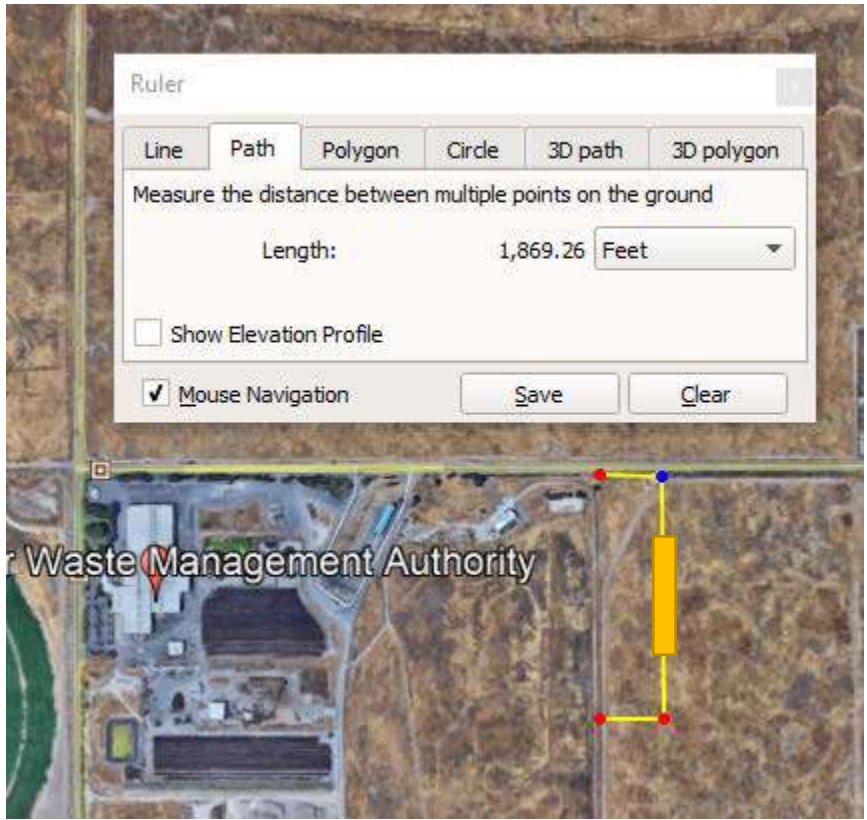 Ruler
Line Path Polygon Circle 3D path 3D polygon
Measure the distance between multiple points on the ground
Length: 1,869.26 Feet
Show Elevation Profile
Mouse Navigation Save Clear
r Waste Management Authority